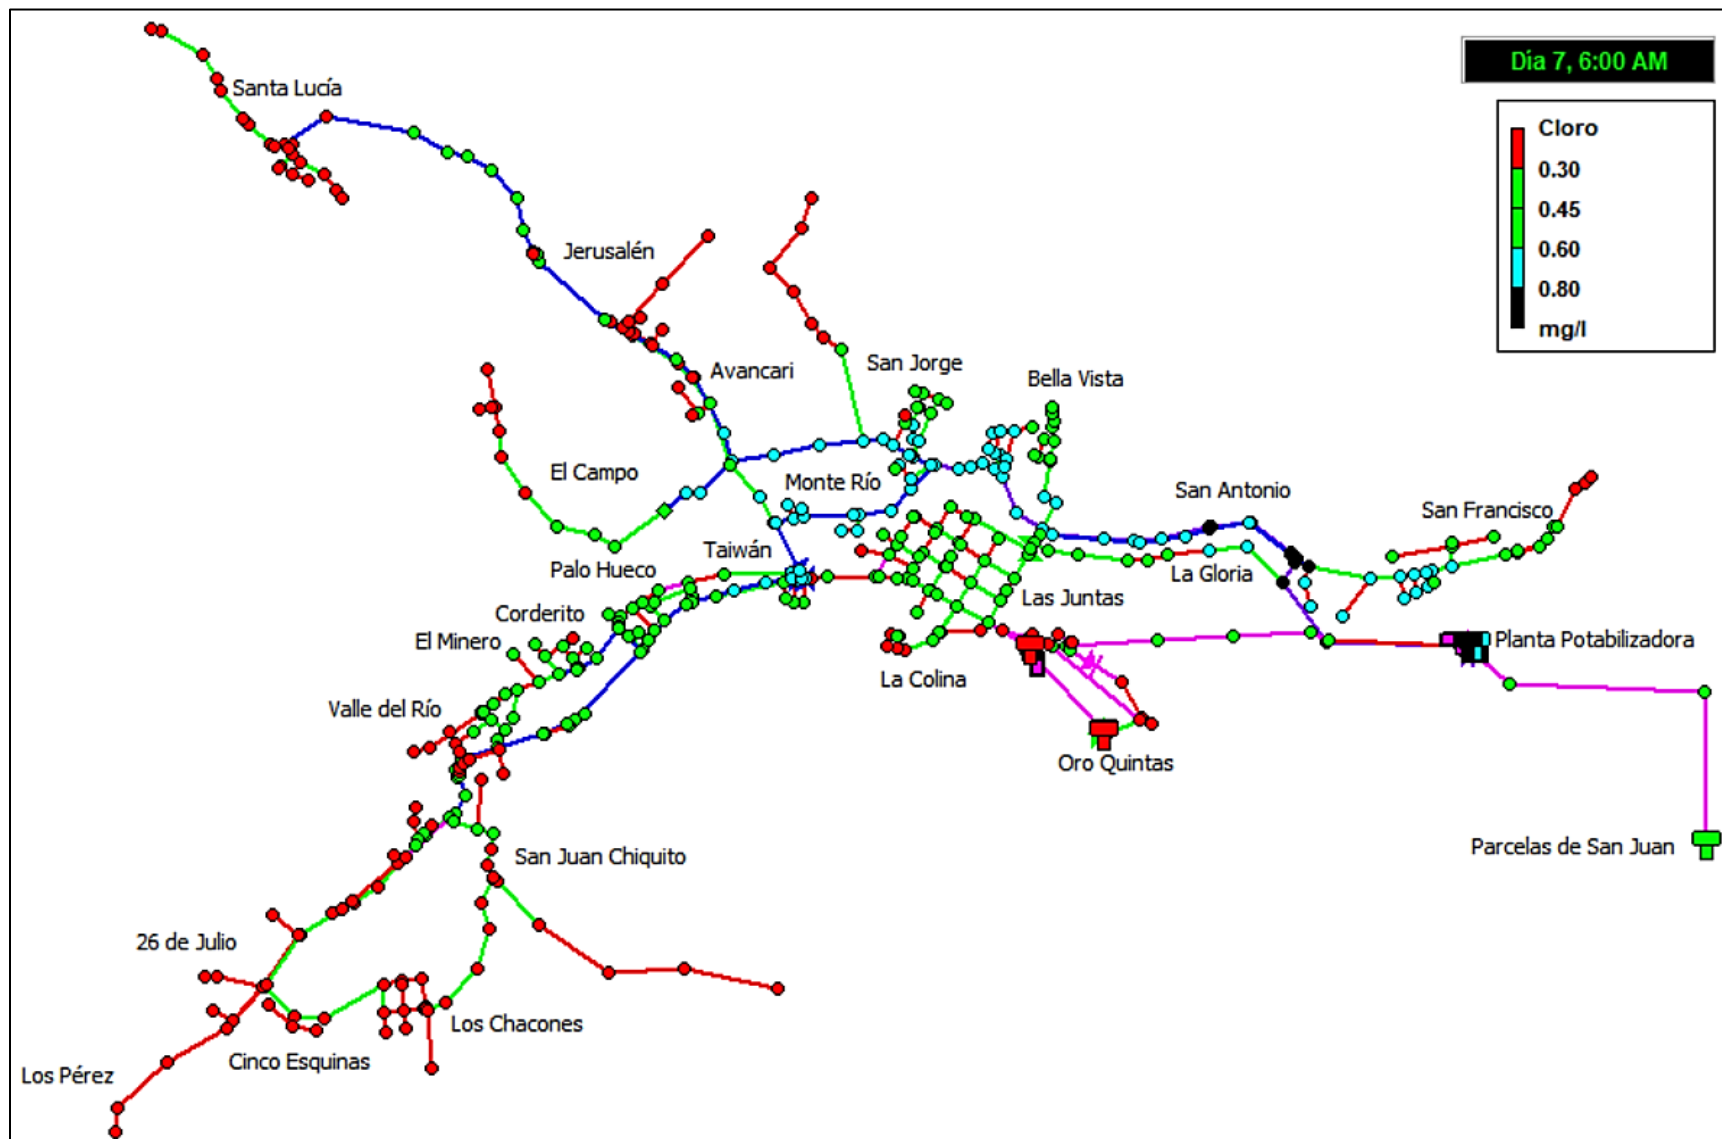 Día 7, 6:00 AM
Cloro
0.30
0.45
0.60
0.80
mg/l
Santa Lucía
Jerusalén
Avancari
San Jorge
Bella Vista
El Campo
Monte Río
San Antonio
San Francisco
Taiwán
Palo Hueco
La Gloria
Las Juntas
Corderito
El Minero
Planta Potabilizadora
La Colina
Valle del Río
Oro Quintas
Parcelas de San Juan
San Juan Chiquito
26 de Julio
Los Chacones
Cinco Esquinas
Los Pérez